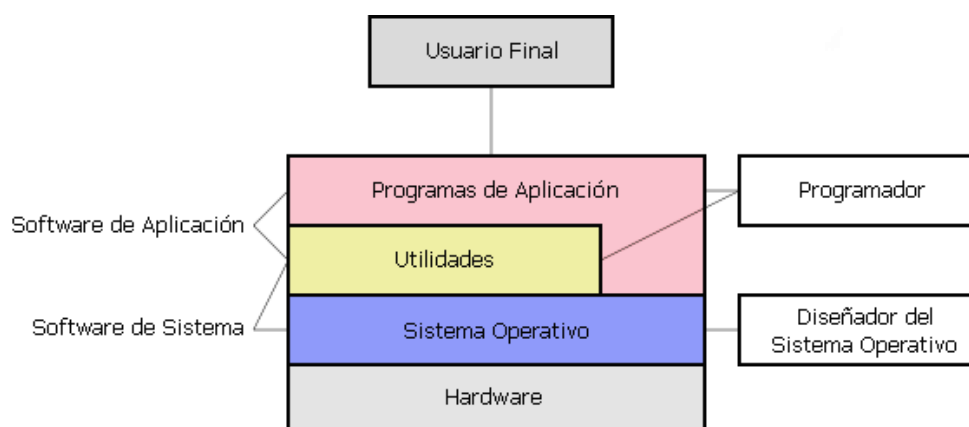 Usuario Final
Programas de Aplicación
Programador
Software de Aplicación
Utilidades
Software de Sistema
Sistema Operativo
Diseñador del
Sistema Operativo
Hardware